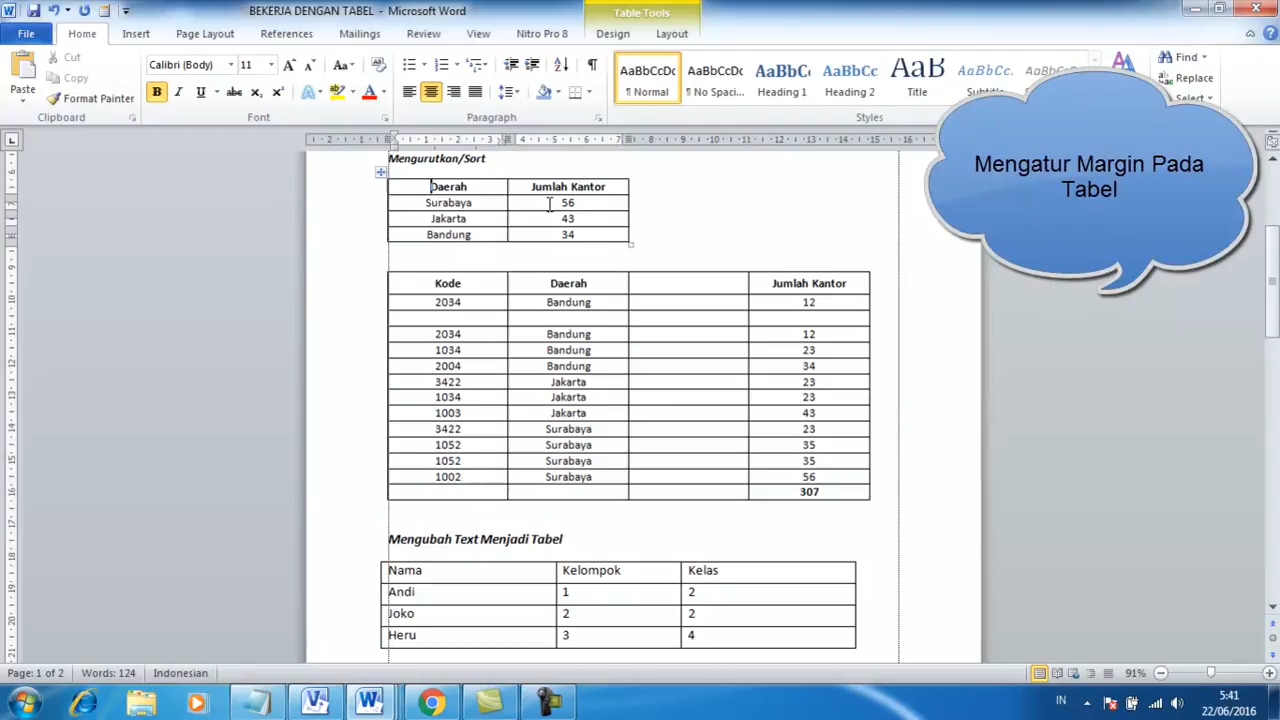 BEKERJA DENGAN TABEL - Microsoft Word
Table Tools
File Home Insert Page Layout References Mailings Review View Nitro Pro 8 Design Layout
Paste
Cut
Copy
Format Painter
Clipboard
Calibri (Body) 11
Font
Paragraph
AaBbCcDc AaBbCcDc AaBbCc AaBbCc AaB AaBbCcDc.
¶ Normal ¶ No Spaci... Heading 1 Heading 2 Title
Styles
Find
Replace
Select
Mengatur Margin Pada
Tabel
Mengurutkan/Sort
Daerah Jumlah Kantor
Surabaya 56
Jakarta 43
Bandung 34
Kode Daerah Jumlah Kantor
2034 Bandung 12
2034 Bandung 12
1034 Bandung 23
2004 Bandung 34
3422 Jakarta 23
1034 Jakarta 23
1003 Jakarta 43
3422 Surabaya 23
1052 Surabaya 35
1052 Surabaya 35
1002 Surabaya 56
307
Mengubah Text Menjadi Tabel
Nama Kelompok Kelas
Andi 1 2
Joko 2 2
Heru 3 4
Page: 1 of 2 Words: 124 Indonesian 91%
IN 5:41
22/06/2016